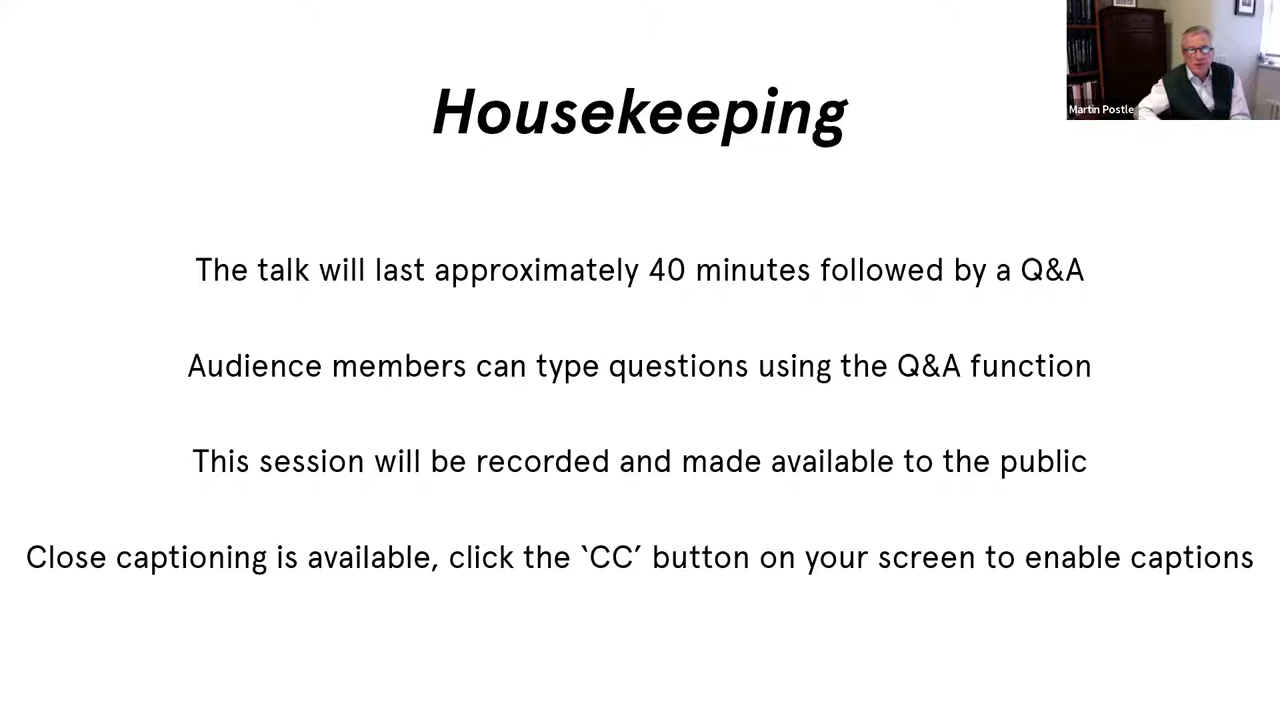 Housekeeping
Martin Postle
The talk will last approximately 40 minutes followed by a Q&A
Audience members can type questions using the Q&A function
This session will be recorded and made available to the public
Close captioning is available, click the ‘CC’ button on your screen to enable captions